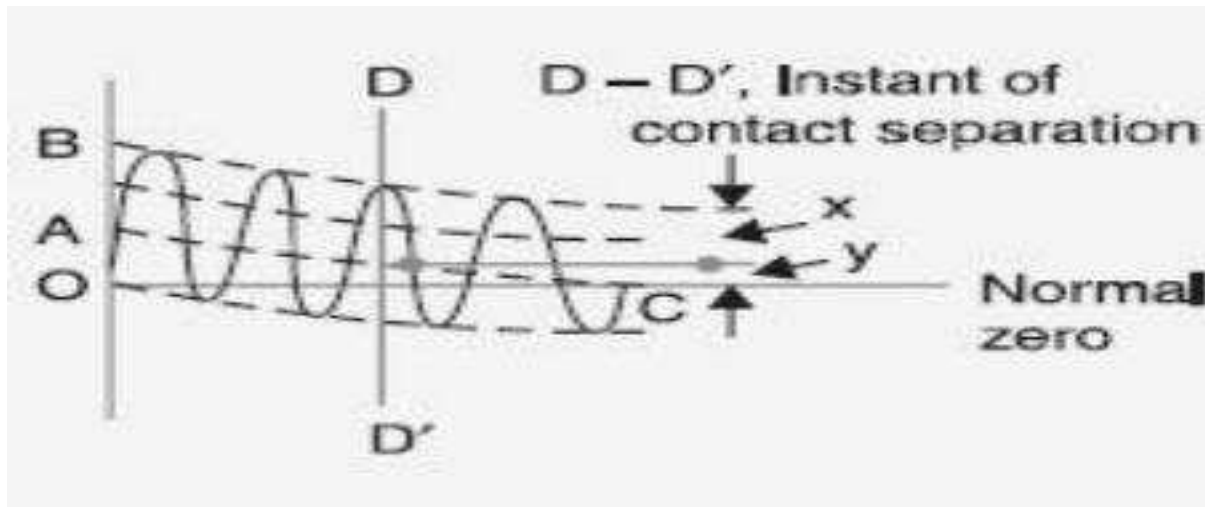 D
D – D′, Instant of
contact separation
B
x
A
y
O
C
Normal
zero
D′